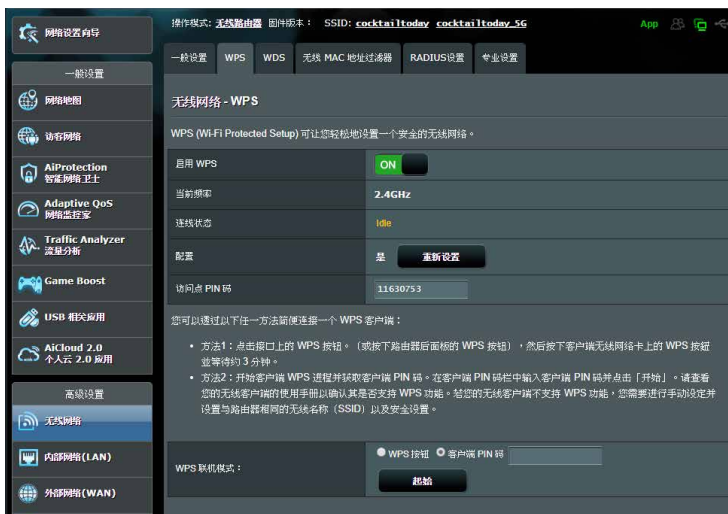 网络设置向导
一般设置
网络地图
访客网络
AiProtection
智能网络卫士
Adaptive QoS
网络监控家
Traffic Analyzer
流量分析
Game Boost
USB 相关应用
AiCloud 2.0
个人云 2.0 应用
高级设置
无线网络
内部网络(LAN)
外部网络(WAN)
操作模式: 无线路由器 固件版本： SSID: cocktailtoday cocktailtoday_5G
App
一般设置 WPS WDS 无线 MAC 地址过滤器 RADIUS设置 专业设置
无线网络 - WPS
WPS (Wi-Fi Protected Setup) 可让您轻松地设置一个安全的无线网络。
启用 WPS ON
当前频率 2.4GHz
连线状态 Idle
配置 是 重新设置
访问点 PIN 码 11630753
您可以透过以下任一方法简便连接一个 WPS 客户端：
• 方法1：点击接口上的 WPS 按钮。（或按下路由器后面板的 WPS 按钮），然后按下客户端无线网络卡上的 WPS 按钮
並等待约 3 分钟。
• 方法2：开始客户端 WPS 进程并获取客户端 PIN 码。在客户端 PIN 码栏中输入客户端 PIN 码并点击「开始」。请查看
您的无线客户端的使用手册以确认其是否支持 WPS 功能。若您的无线客户端不支持 WPS 功能，您需要进行手动设定并
设置与路由器相同的无线名称（SSID）以及安全设置。
WPS 联机模式： WPS 按钮 客户端 PIN 码
起始